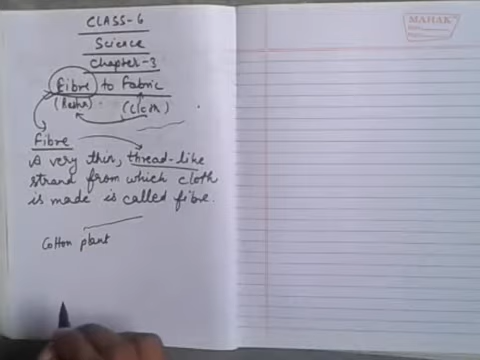 CLASS-6
Science
Chapter-3
Fibre to Fabric
(Resha) (Cloth)
Fibre
A very thin, thread-like
strand from which cloth
is made is called fibre.
Cotton plant
MAHAK